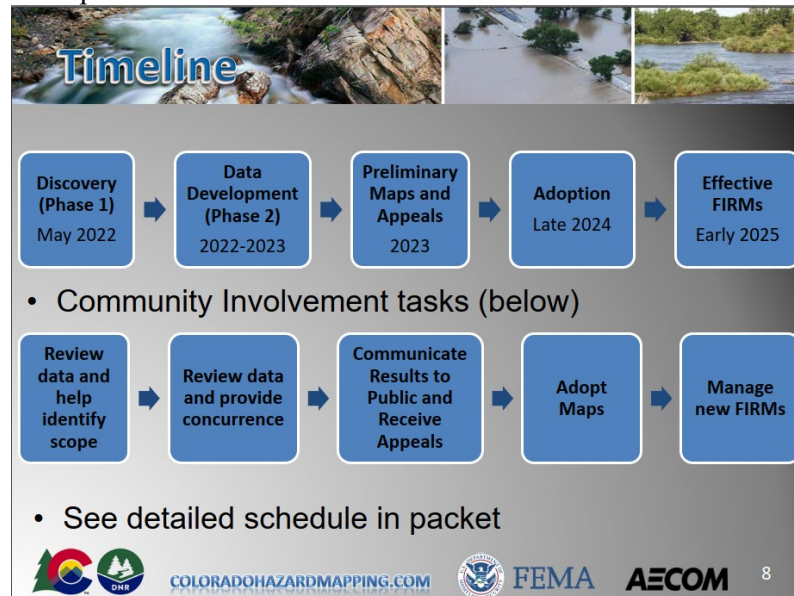 Timeline
Discovery
(Phase 1)
May 2022
Data
Development
(Phase 2)
2022-2023
Preliminary
Maps and
Appeals
2023
Adoption
Late 2024
Effective
FIRMs
Early 2025
• Community Involvement tasks (below)
Review
data and
help
identify
scope
Review data
and provide
concurrence
Communicate
Results to
Public and
Receive
Appeals
Adopt
Maps
Manage
new FIRMs
• See detailed schedule in packet
DNR
COLORADOHAZARDMAPPING.COM
FEMA
AECOM
8